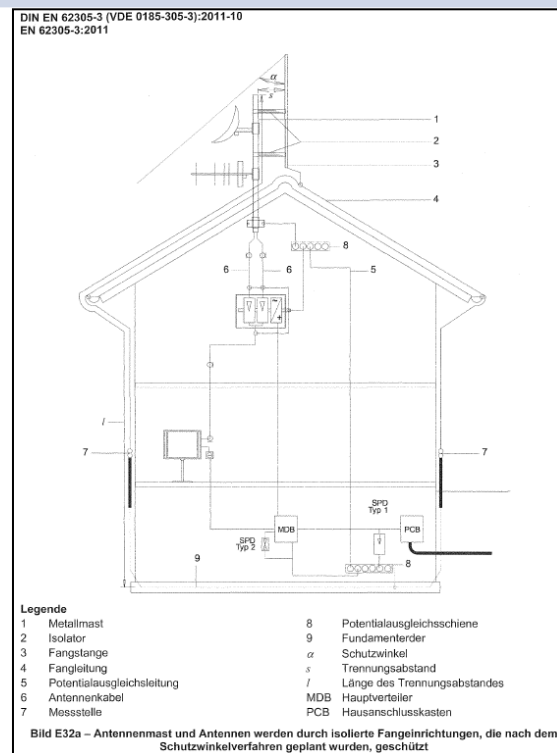 DIN EN 62305-3 (VDE 0185-305-3):2011-10
EN 62305-3:2011
α
s
1
2
3
4
8
6
6
5
l
7
7
SPD
Typ 1
MDB
PCB
SPD
Typ 2
9
8
Legende
1 Metallmast
2 Isolator
3 Fangstange
4 Fangleitung
5 Potentialausgleichsleitung
6 Antennenkabel
7 Messstelle
8 Potentialausgleichsschiene
9 Fundamenterder
α Schutzwinkel
s Trennungsabstand
l Länge des Trennungsabstandes
MDB Hauptverteiler
PCB Hausanschlusskasten
Bild E32a – Antennenmast und Antennen werden durch isolierte Fangeinrichtungen, die nach dem
Schutzwinkelverfahren geplant wurden, geschützt